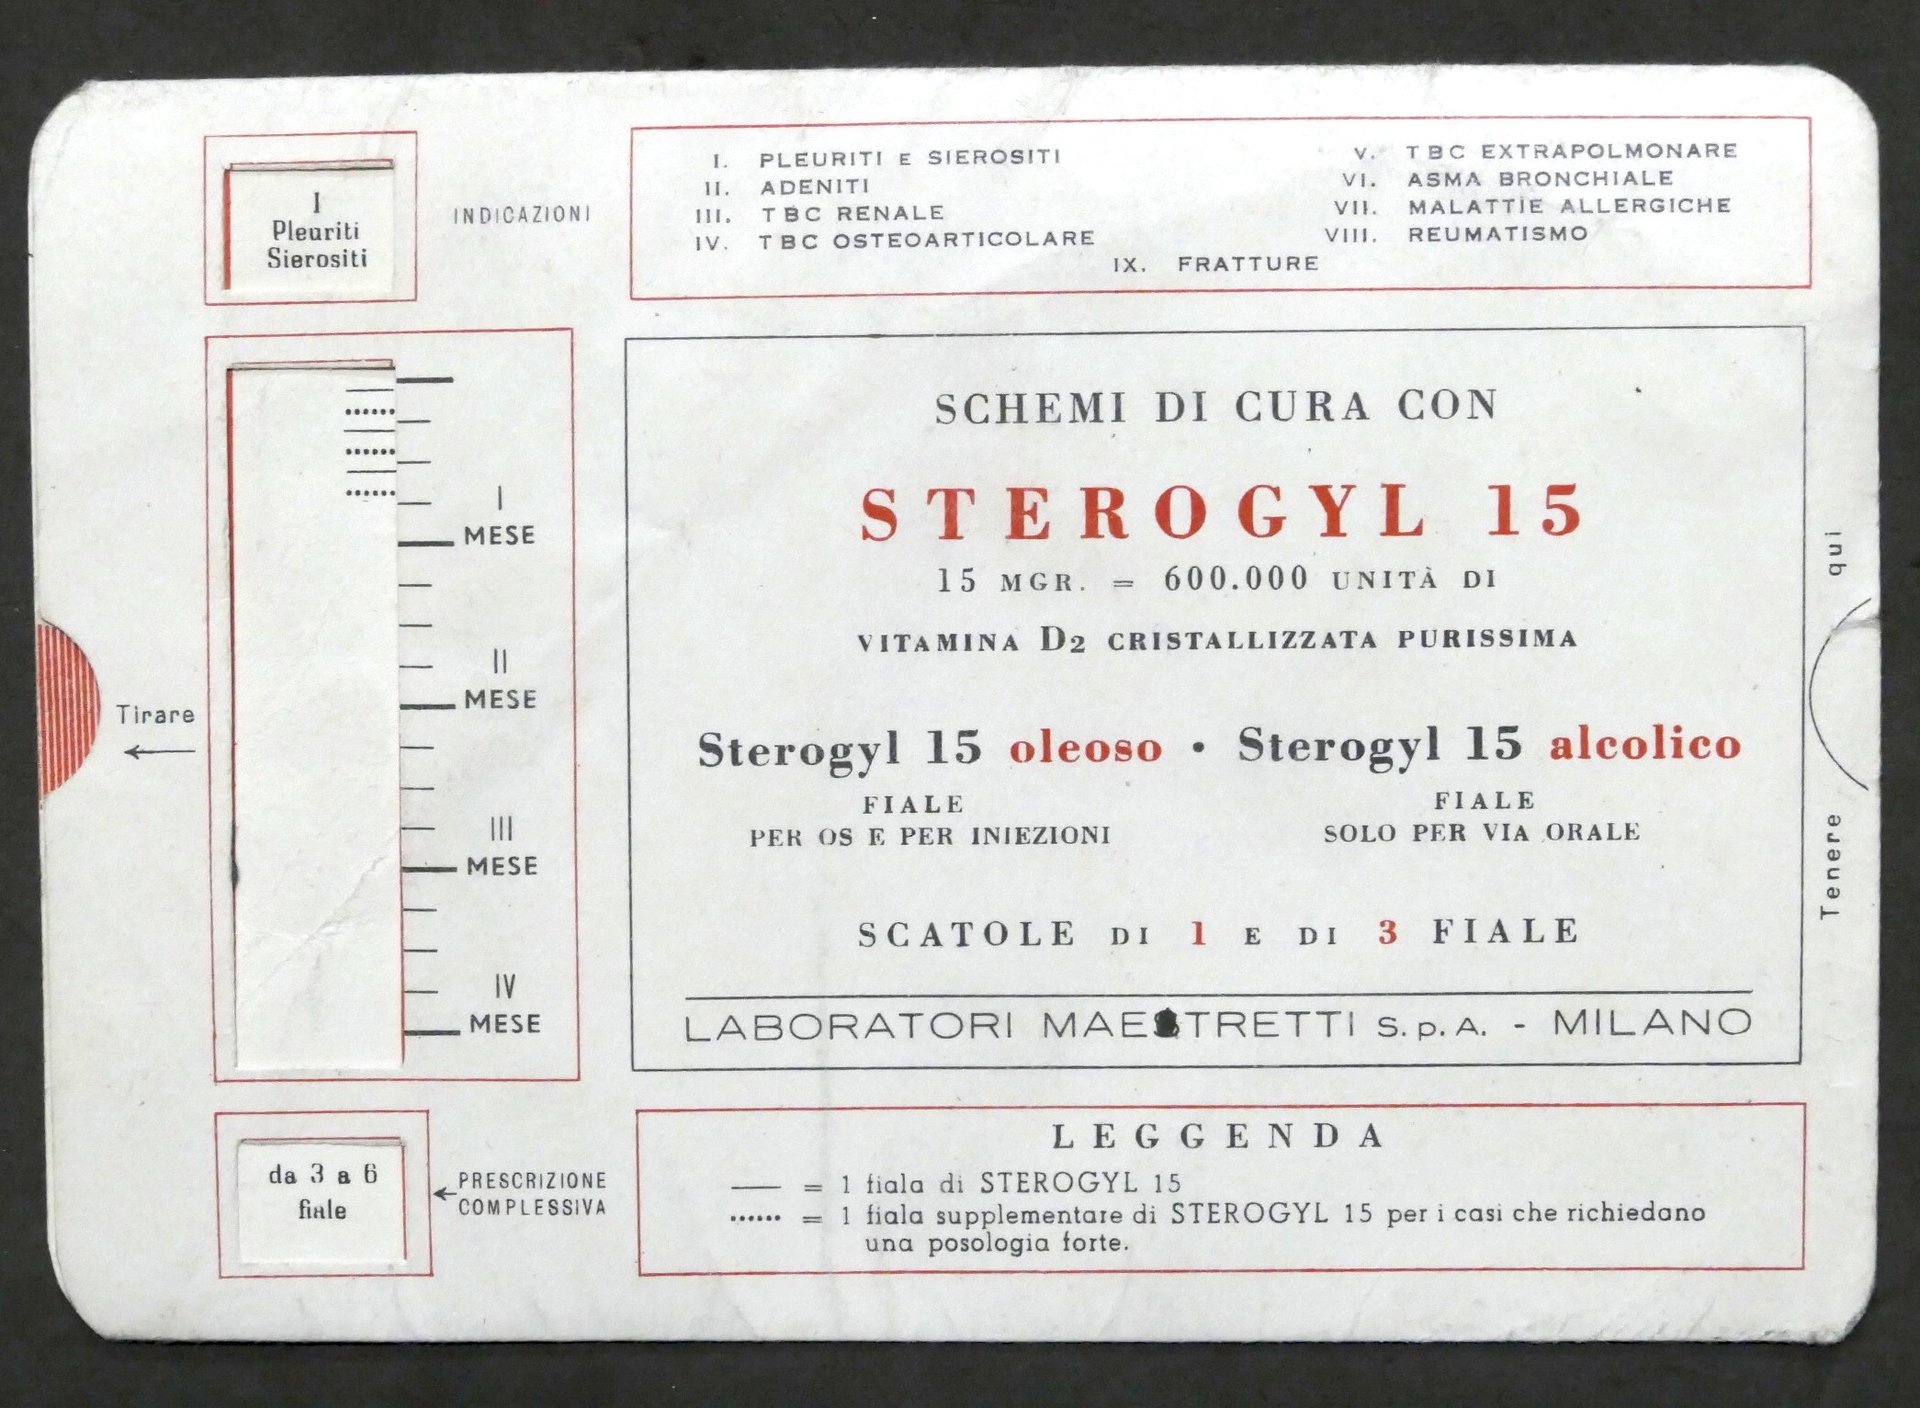 I
Pleuriti
Sierositi
INDICAZIONI
I. PLEURITI E SIEROSITI
II. ADENITI
III. TBC RENALE
IV. TBC OSTEOARTICOLARE
V. TBC EXTRAPOLMONARE
VI. ASMA BRONCHIALE
VII. MALATTIE ALLERGICHE
VIII. REUMATISMO
IX. FRATTURE
I
MESE
II
MESE
III
MESE
IV
MESE
Tirare
SCHEMI DI CURA CON
STEROGYL 15
15 MGR. = 600.000 UNITÀ DI
VITAMINA D2 CRISTALLIZZATA PURISSIMA
Sterogyl 15 oleoso • Sterogyl 15 alcolico
FIALE
PER OS E PER INIEZIONI
FIALE
SOLO PER VIA ORALE
SCATOLE DI 1 E DI 3 FIALE
LABORATORI MAESTRETTI S.p.A. - MILANO
Tenere qui
da 3 a 6
fiale
PRESCRIZIONE
COMPLESSIVA
LEGGENDA
= 1 fiala di STEROGYL 15
...... = 1 fiala supplementare di STEROGYL 15 per i casi che richiedano
una posologia forte.